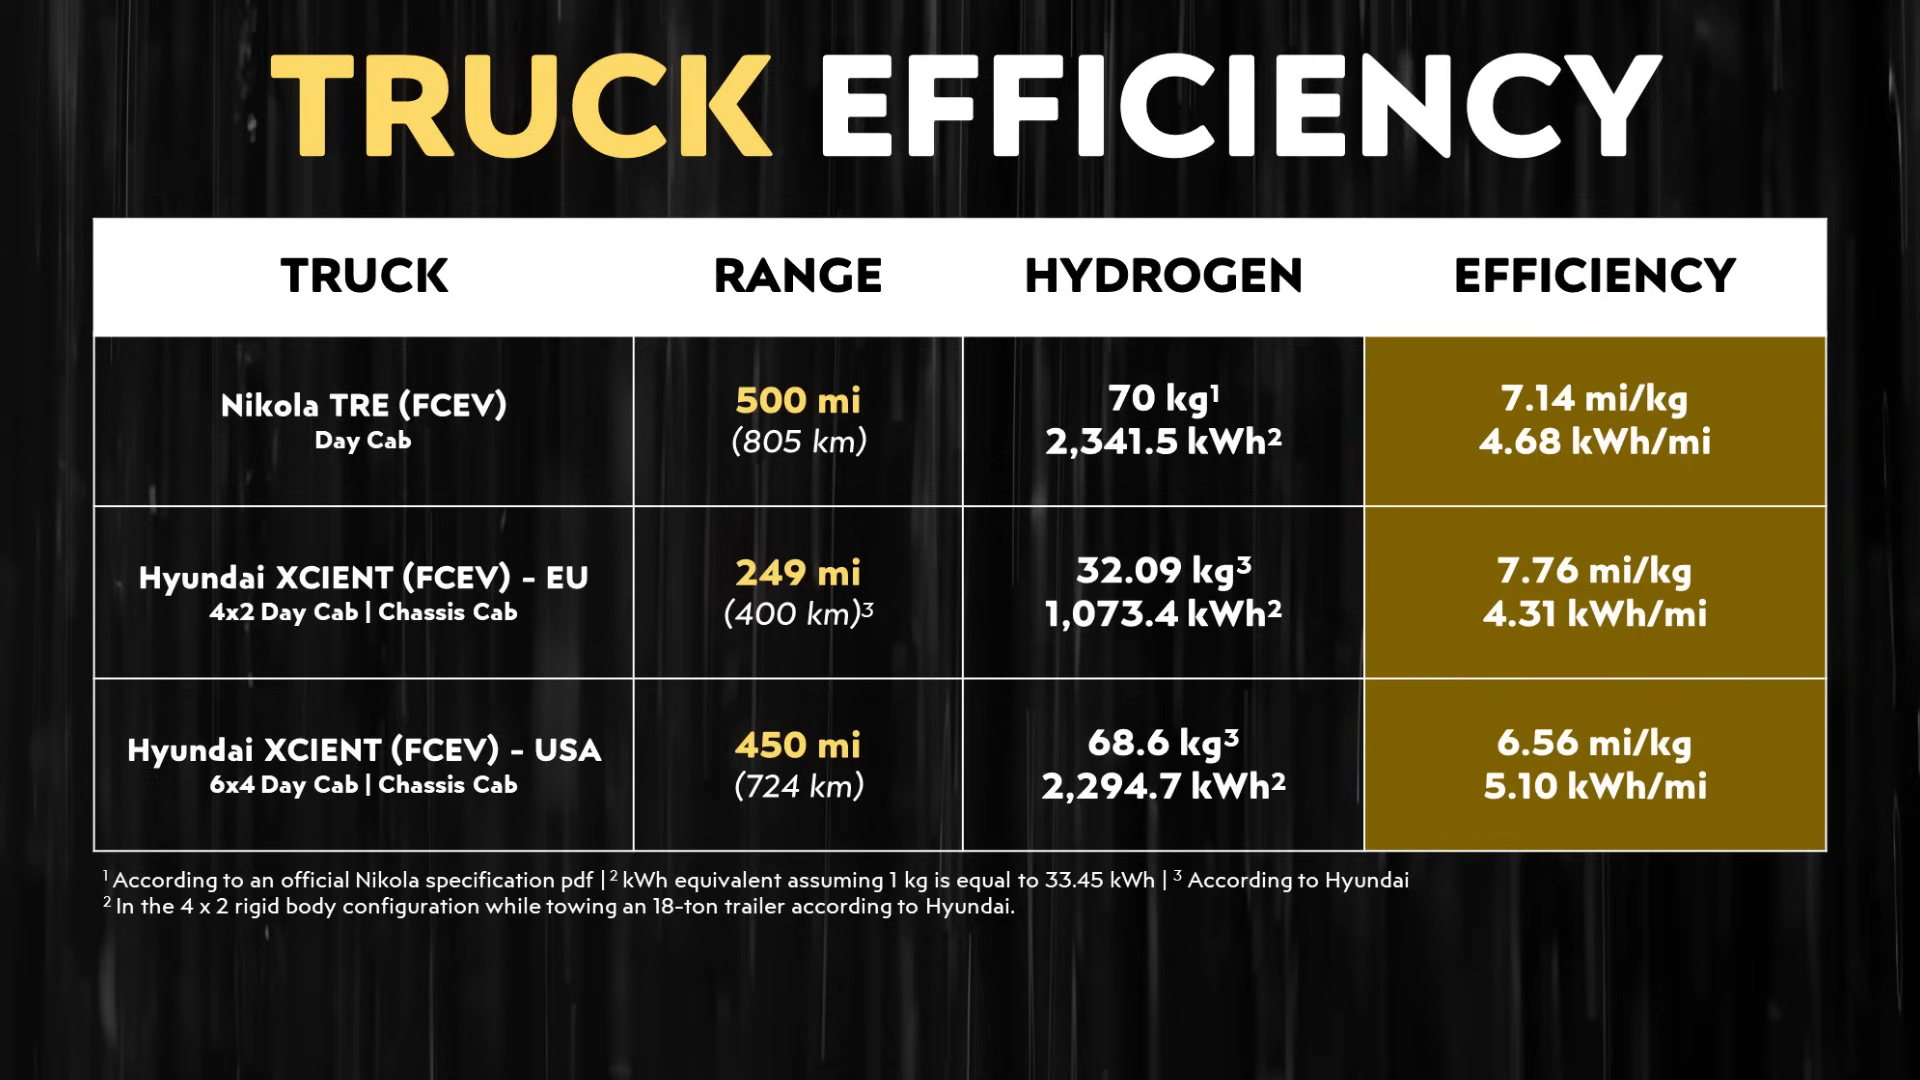 TRUCK EFFICIENCY
TRUCK RANGE HYDROGEN EFFICIENCY
Nikola TRE (FCEV)
Day Cab
500 mi
(805 km)
70 kg¹
2,341.5 kWh²
7.14 mi/kg
4.68 kWh/mi
Hyundai XCIENT (FCEV) - EU
4x2 Day Cab | Chassis Cab
249 mi
(400 km)³
32.09 kg³
1,073.4 kWh²
7.76 mi/kg
4.31 kWh/mi
Hyundai XCIENT (FCEV) - USA
6x4 Day Cab | Chassis Cab
450 mi
(724 km)
68.6 kg³
2,294.7 kWh²
6.56 mi/kg
5.10 kWh/mi
¹ According to an official Nikola specification pdf | ² kWh equivalent assuming 1 kg is equal to 33.45 kWh | ³ According to Hyundai
² In the 4 x 2 rigid body configuration while towing an 18-ton trailer according to Hyundai.